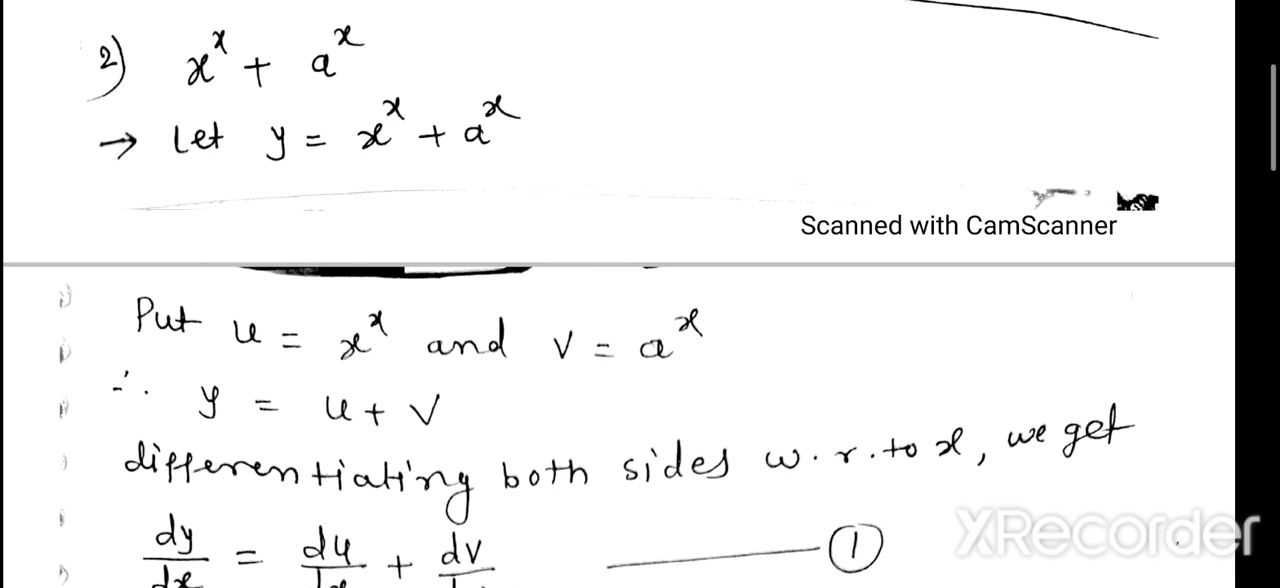 2) x^x + a^x
→ Let y = x^x + a^x
Scanned with CamScanner
Put u = x^x and v = a^x
∴ y = u + v
differentiating both sides w.r.to x, we get
dy/dx = du/dx + dv/ ——— ①
XRecorder